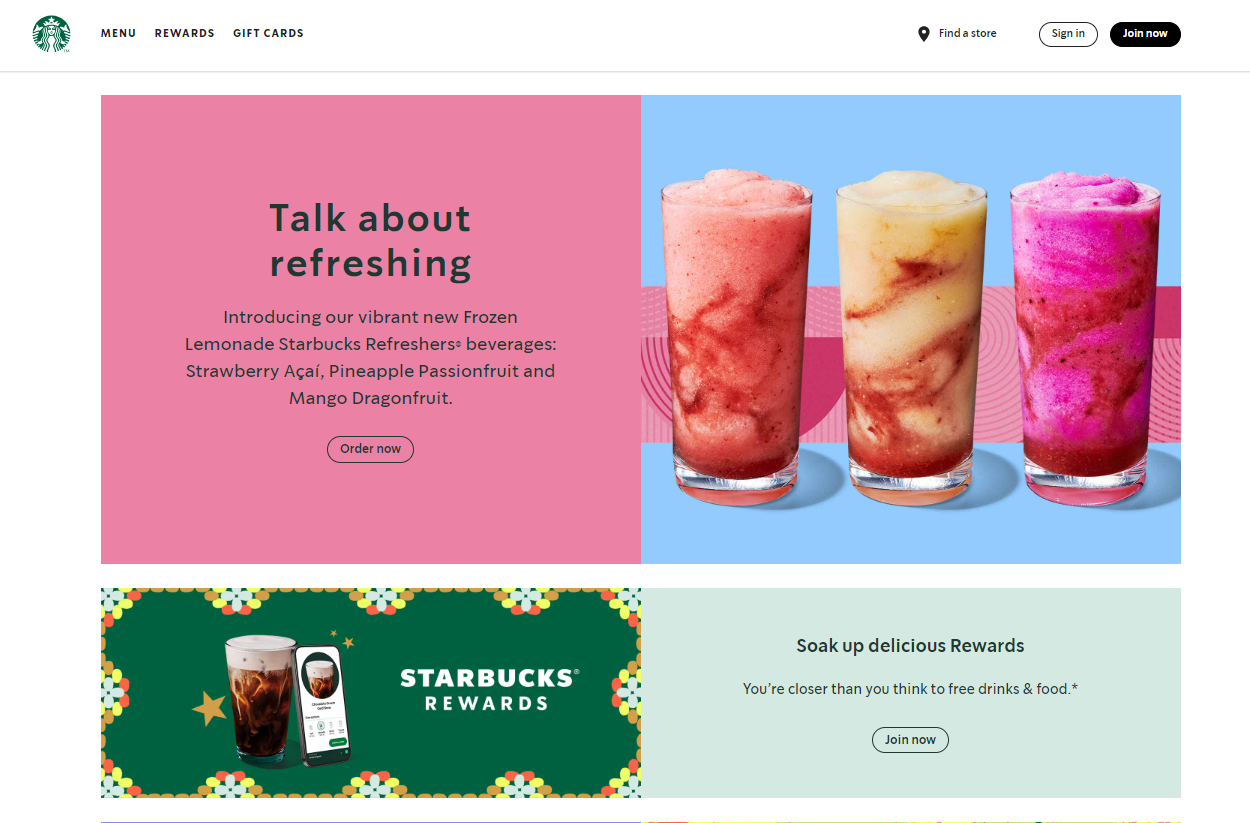 MENU REWARDS GIFT CARDS Find a store Sign in Join now
Talk about
refreshing
Introducing our vibrant new Frozen
Lemonade Starbucks Refreshers® beverages:
Strawberry Açaí, Pineapple Passionfruit and
Mango Dragonfruit.
Order now
STARBUCKS®
REWARDS
Soak up delicious Rewards
You're closer than you think to free drinks & food.*
Join now